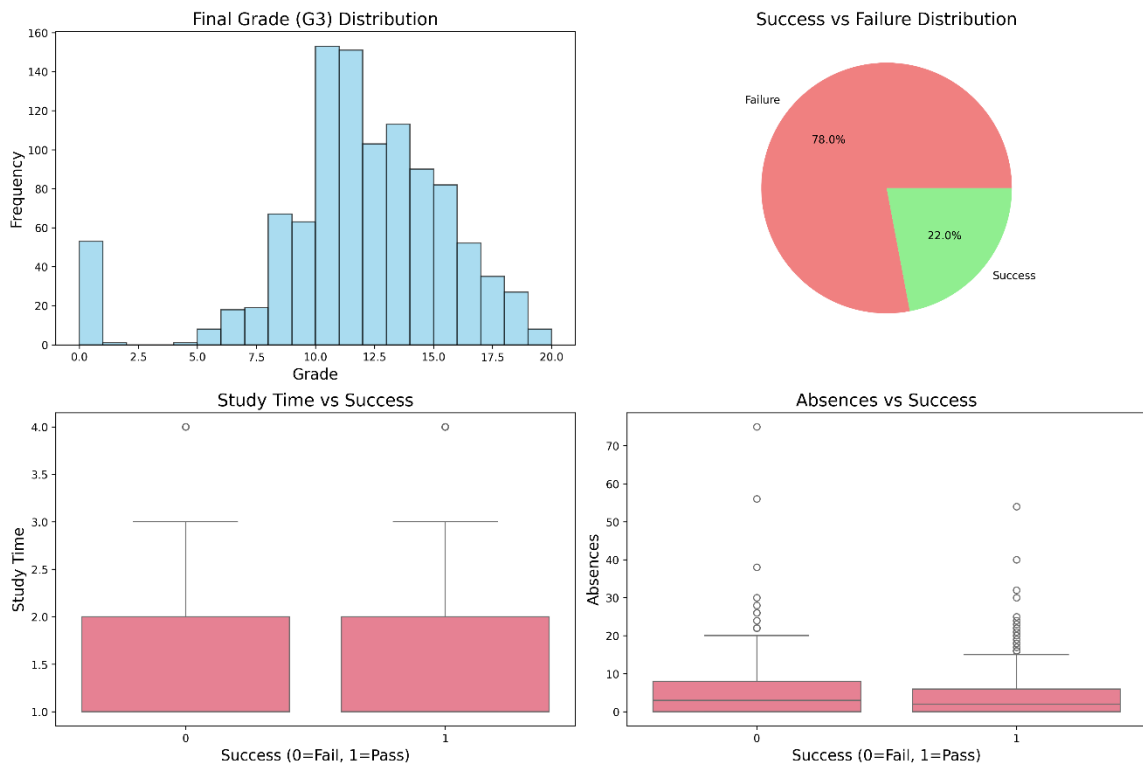 Final Grade (G3) Distribution
160
140
120
100
80
60
40
20
0
Frequency
0.0 2.5 5.0 7.5 10.0 12.5 15.0 17.5 20.0
Grade
Success vs Failure Distribution
Failure
78.0%
22.0%
Success
Study Time vs Success
4.0
3.5
3.0
2.5
2.0
1.5
1.0
Study Time
0 1
Success (0=Fail, 1=Pass)
Absences vs Success
70
60
50
40
30
20
10
0
Absences
0 1
Success (0=Fail, 1=Pass)